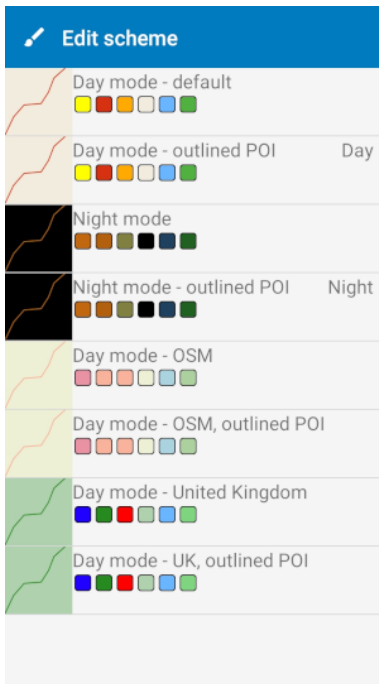 Edit scheme
Day mode - default
Day mode - outlined POI Day
Night mode
Night mode - outlined POI Night
Day mode - OSM
Day mode - OSM, outlined POI
Day mode - United Kingdom
Day mode - UK, outlined POI